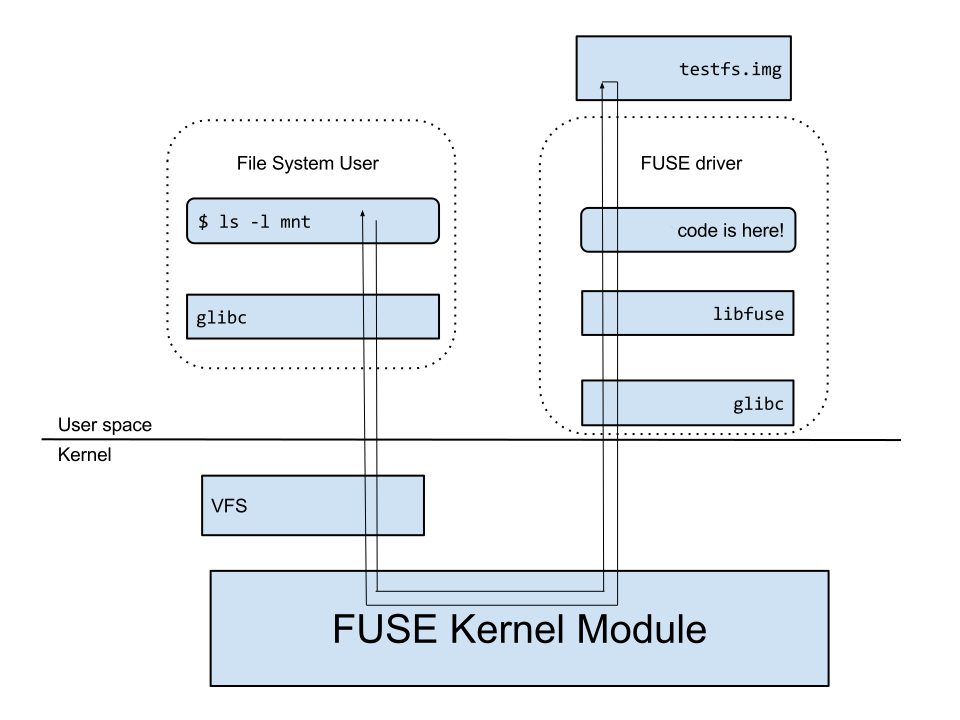 testfs.img
File System User
FUSE driver
$ ls -l mnt
code is here!
glibc
libfuse
glibc
User space
Kernel
VFS
FUSE Kernel Module